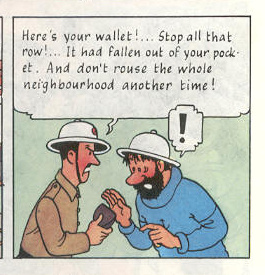 Here's your wallet!... Stop all that
row!... It had fallen out of your pock-
et. And don't rouse the whole
neighbourhood another time!
!